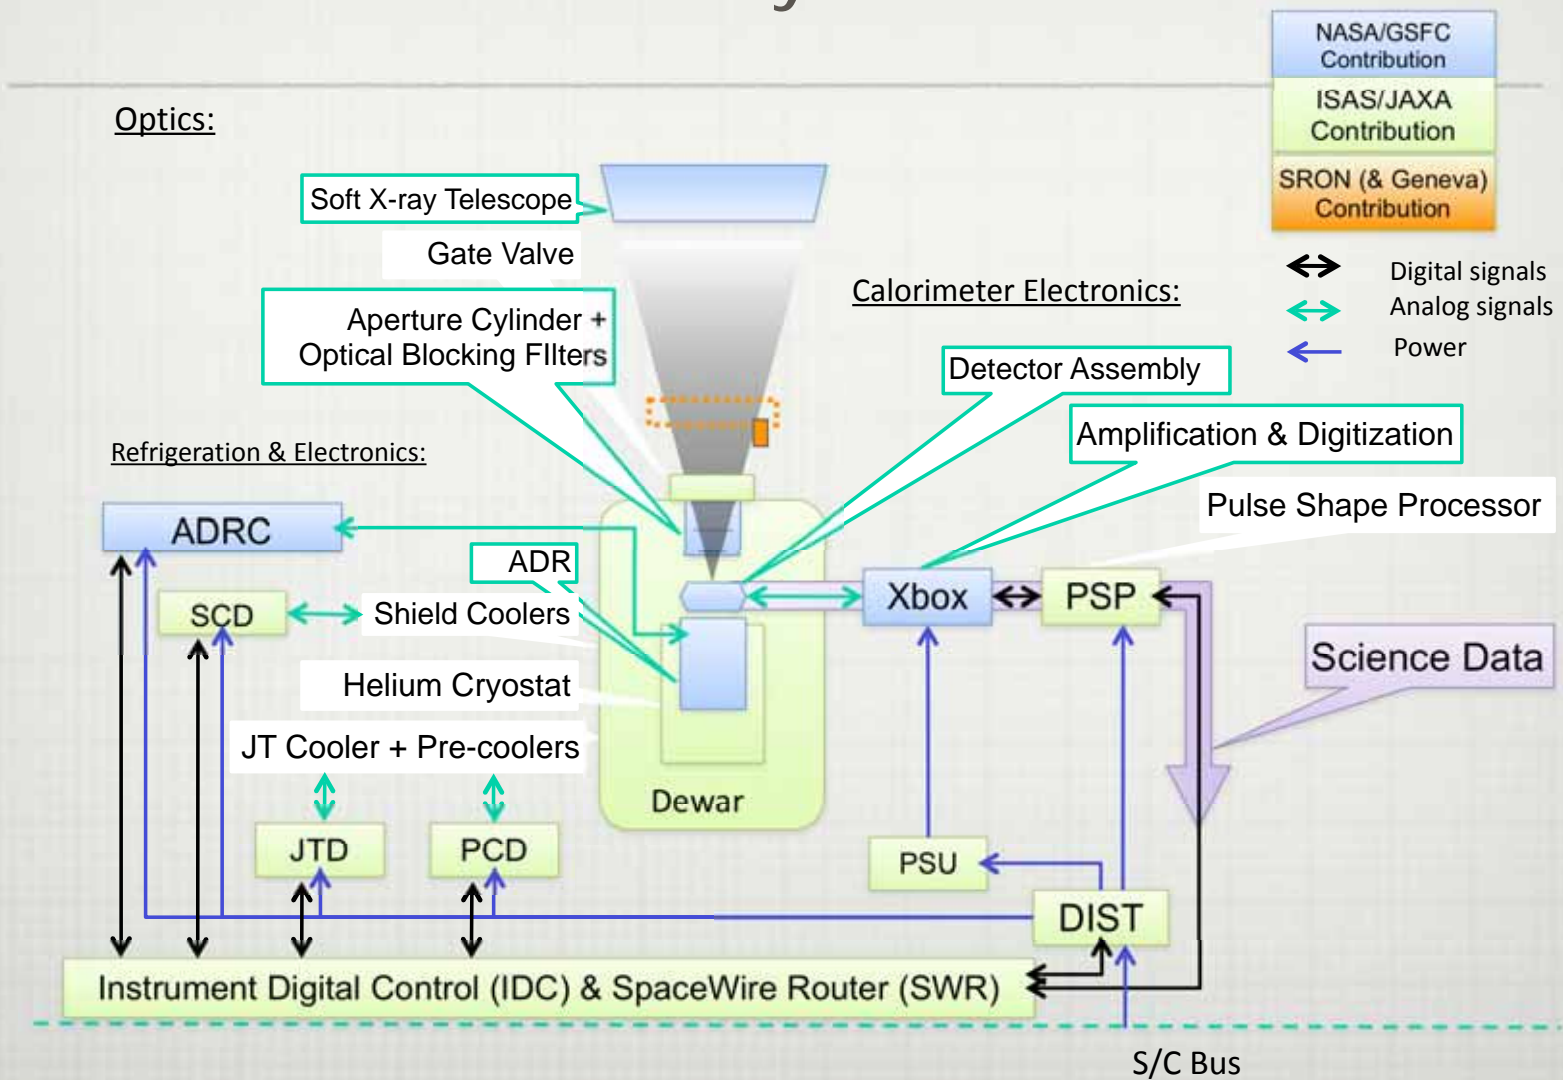 NASA/GSFC
Contribution
ISAS/JAXA
Contribution
SRON (& Geneva)
Contribution
Digital signals
Analog signals
Power
Optics:
Soft X-ray Telescope
Gate Valve
Aperture Cylinder +
Optical Blocking FIlters
Calorimeter Electronics:
Detector Assembly
Amplification & Digitization
Pulse Shape Processor
Refrigeration & Electronics:
ADRC
ADR
SCD
Shield Coolers
Xbox
PSP
Helium Cryostat
Science Data
JT Cooler + Pre-coolers
Dewar
JTD
PCD
PSU
DIST
Instrument Digital Control (IDC) & SpaceWire Router (SWR)
S/C Bus